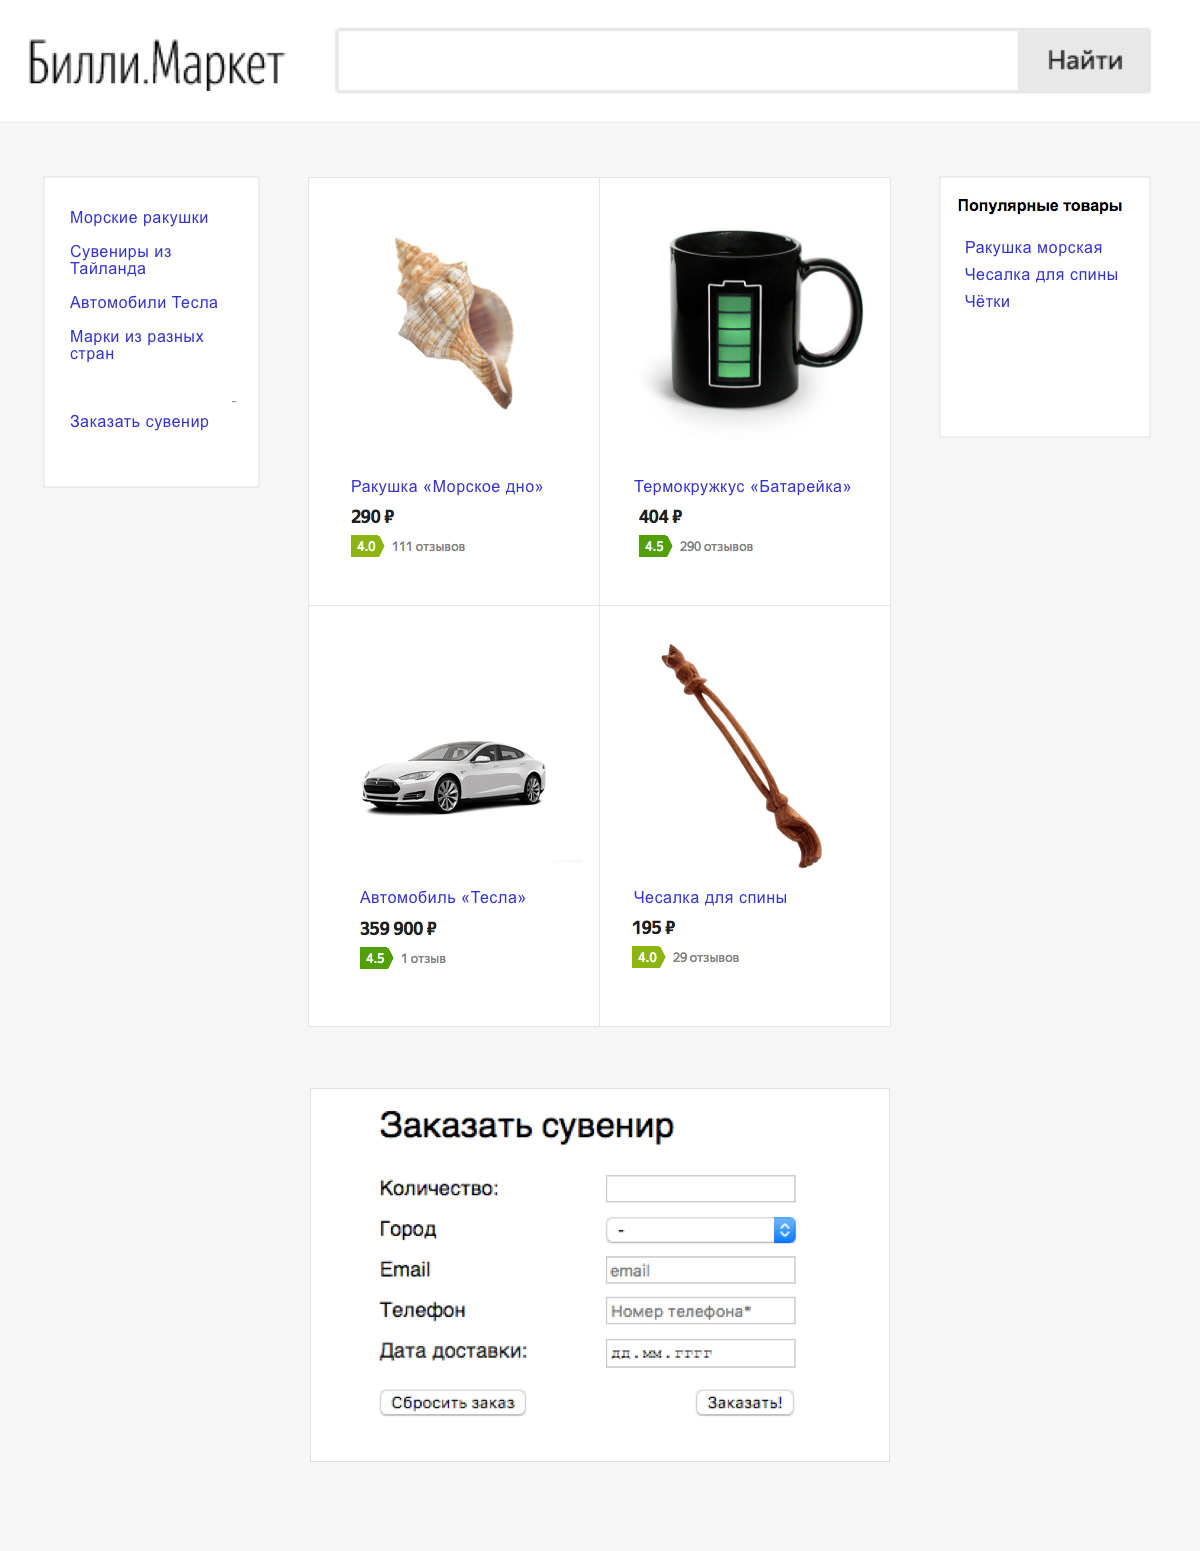 Билли.Маркет
Найти
Морские ракушки
Сувениры из
Тайланда
Автомобили Тесла
Марки из разных
стран
Заказать сувенир
Ракушка «Морское дно»
290 ₽
4.0 111 отзывов
Термокружкус «Батарейка»
404 ₽
4.5 290 отзывов
Автомобиль «Тесла»
359 900 ₽
4.5 1 отзыв
Чесалка для спины
195 ₽
4.0 29 отзывов
Популярные товары
Ракушка морская
Чесалка для спины
Чётки
Заказать сувенир
Количество:
Город -
Email email
Телефон Номер телефона*
Дата доставки: дд.мм.гггг
Сбросить заказ Заказать!